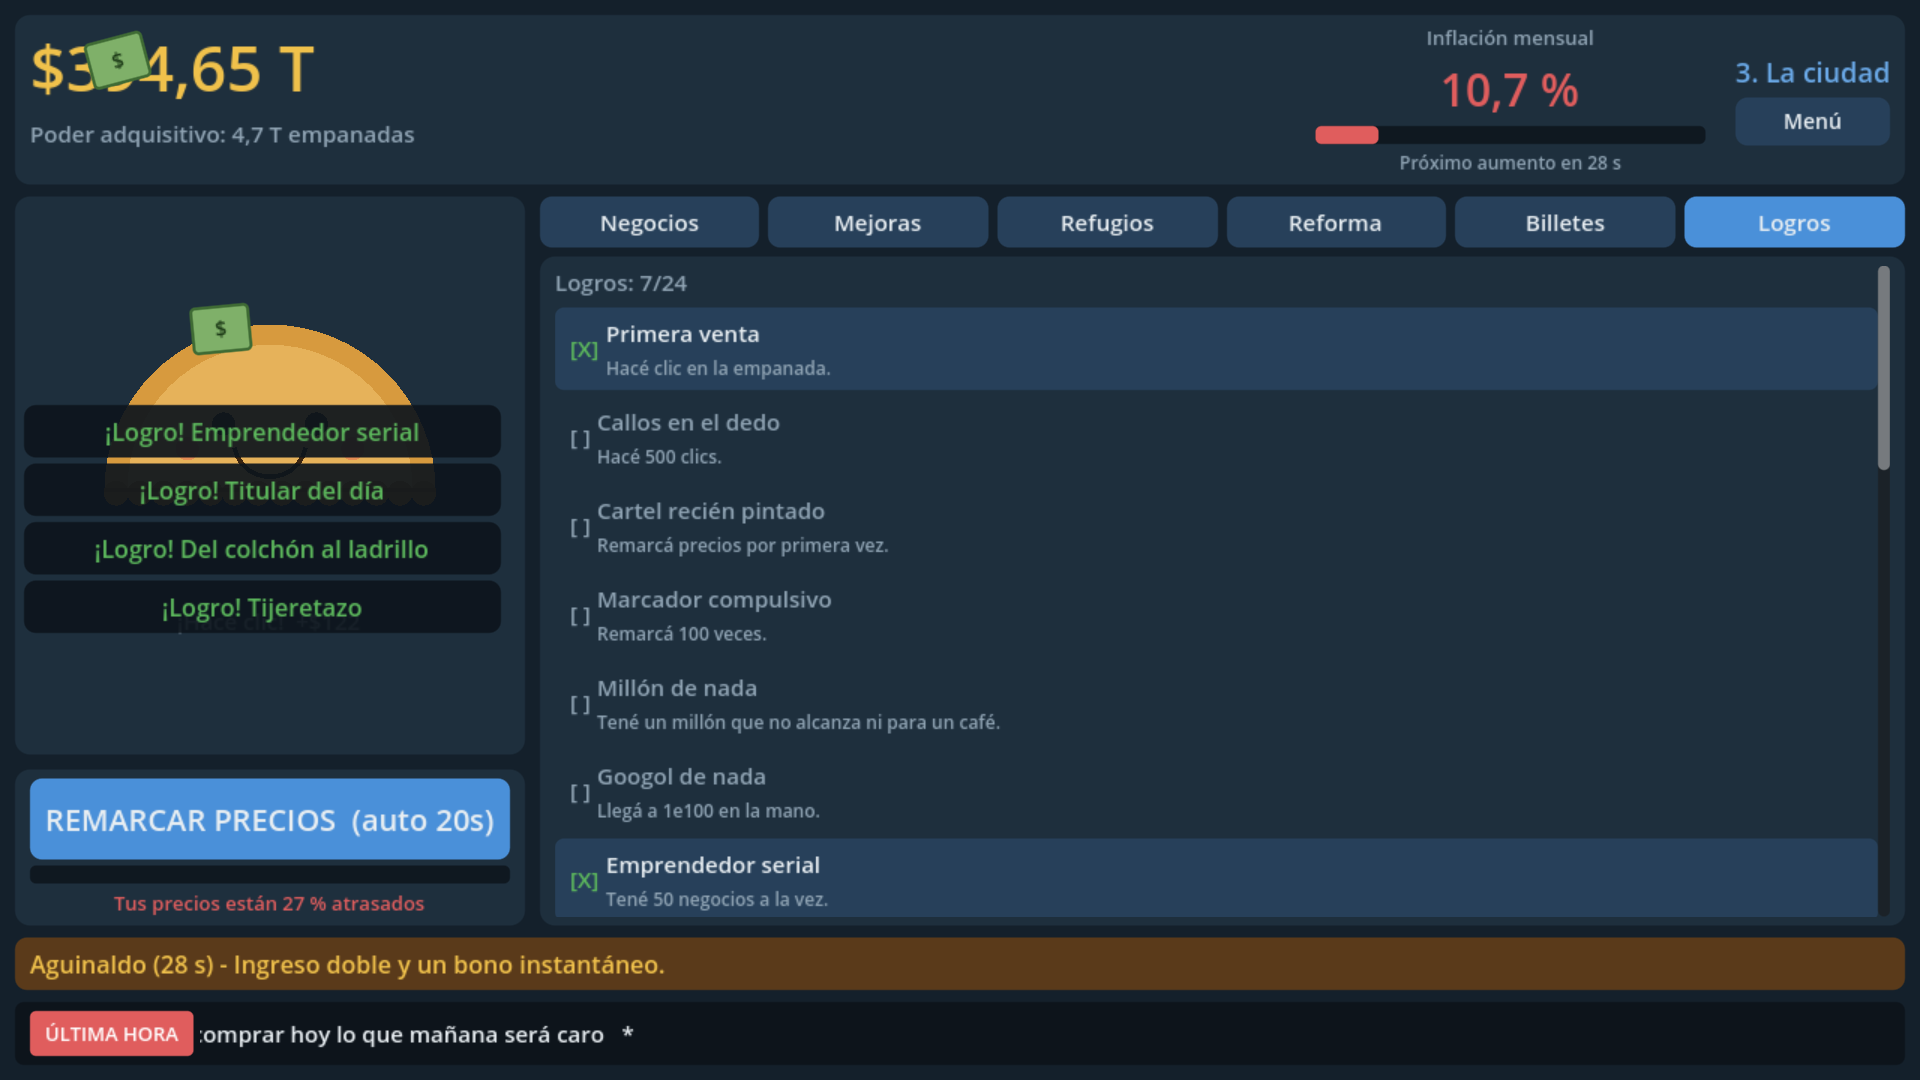 4,65 T
Poder adquisitivo: 4,7 T empanadas
Inflación mensual
10,7 %
Próximo aumento en 28 s
3. La ciudad
Menú
$
Negocios
Mejoras
Refugios
Reforma
Billetes
Logros
Logros: 7/24
[X] Primera venta
Hacé clic en la empanada.
[ ] Callos en el dedo
Hacé 500 clics.
[ ] Cartel recién pintado
Remarcá precios por primera vez.
[ ] Marcador compulsivo
Remarcá 100 veces.
[ ] Millón de nada
Tené un millón que no alcanza ni para un café.
[ ] Googol de nada
Llegá a 1e100 en la mano.
[X] Emprendedor serial
Tené 50 negocios a la vez.
$
¡Logro! Emprendedor serial
¡Logro! Titular del día
¡Logro! Del colchón al ladrillo
¡Logro! Tijeretazo
REMARCAR PRECIOS (auto 20s)
Tus precios están 27 % atrasados
Aguinaldo (28 s) - Ingreso doble y un bono instantáneo.
ÚLTIMA HORA
comprar hoy lo que mañana será caro *